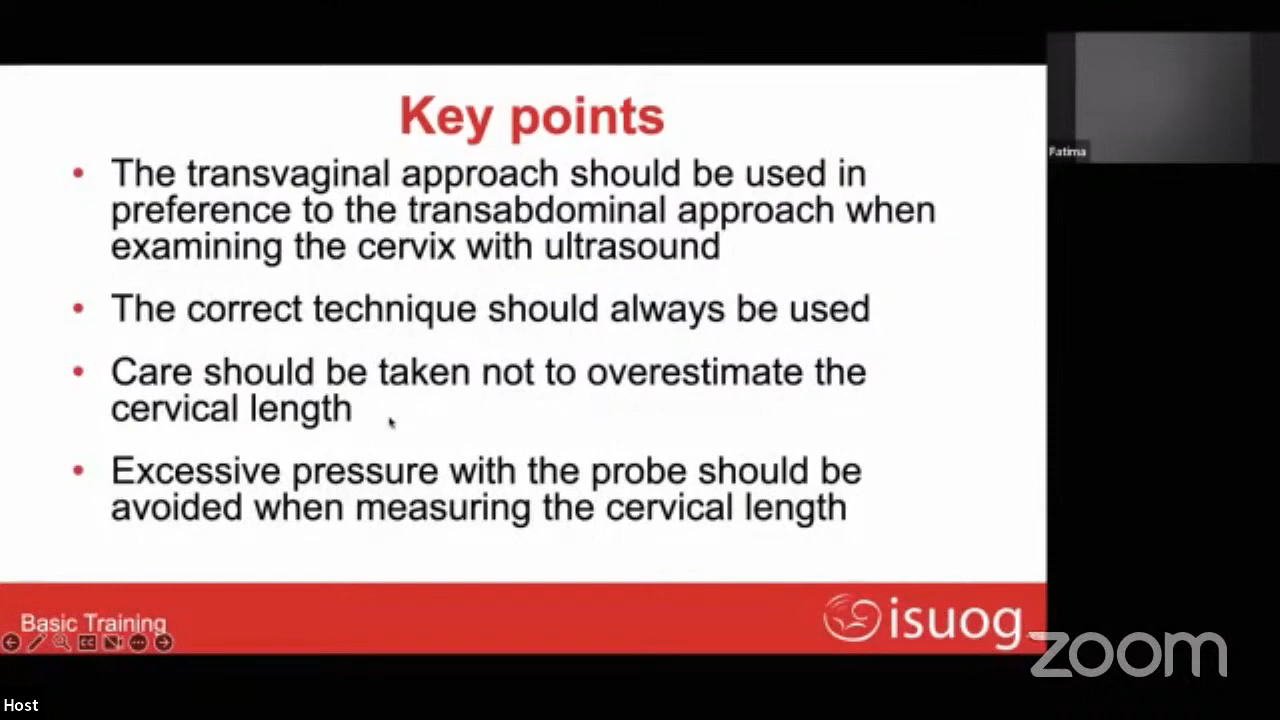 Key points
• The transvaginal approach should be used in
preference to the transabdominal approach when
examining the cervix with ultrasound
• The correct technique should always be used
• Care should be taken not to overestimate the
cervical length
• Excessive pressure with the probe should be
avoided when measuring the cervical length
Basic Training
isuog
Fatima
zoom
Host